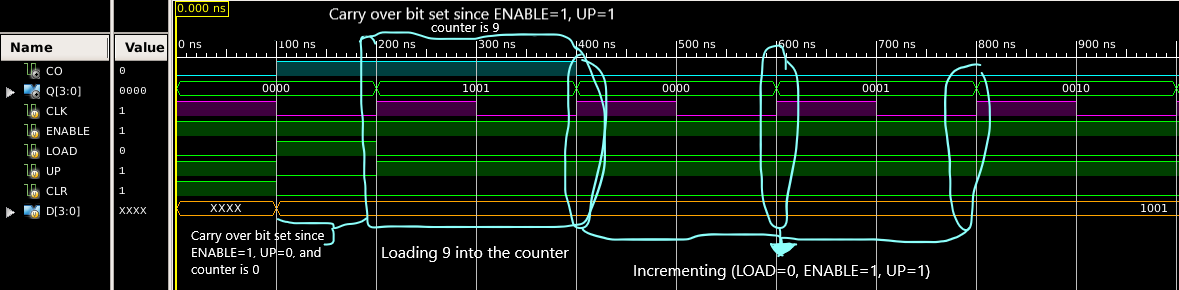 0.000 ns
Carry over bit set since ENABLE=1, UP=1
counter is 9
Name Value
0 ns 100 ns 200 ns 300 ns 400 ns 500 ns 600 ns 700 ns 800 ns 900 ns
CO 0
Q[3:0] 0000 0000 1001 0000 0001 0010
CLK 1
ENABLE 1
LOAD 0
UP 1
CLR 1
D[3:0] XXXX XXXX 1001
Carry over bit set since
ENABLE=1, UP=0, and
counter is 0
Loading 9 into the counter
Incrementing (LOAD=0, ENABLE=1, UP=1)